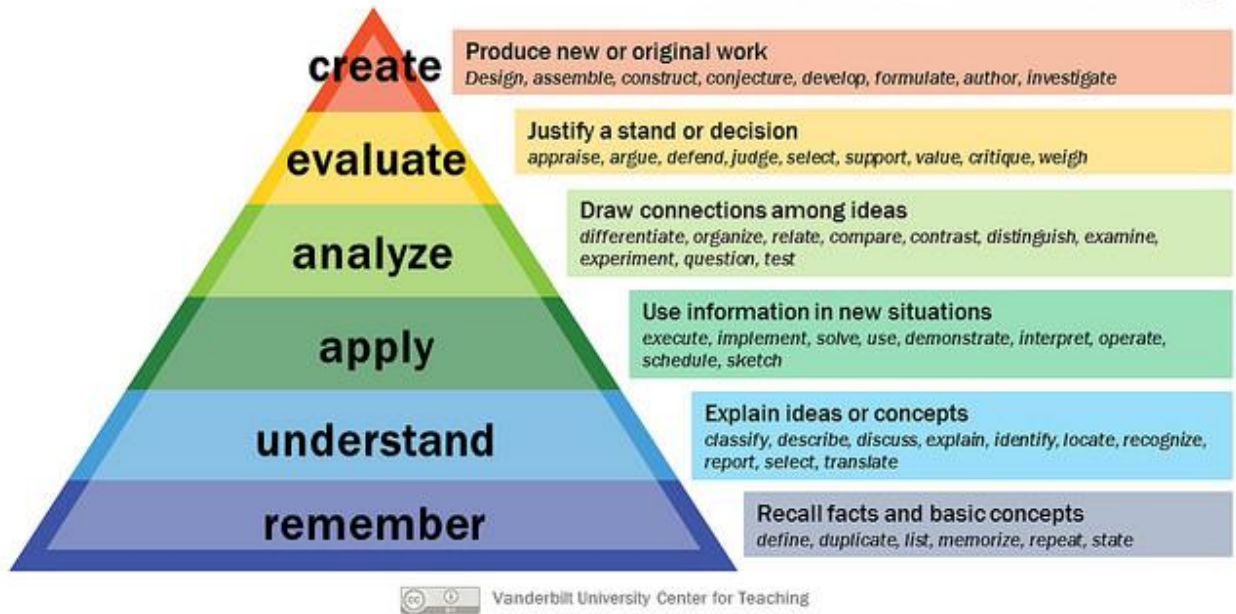 create
Produce new or original work
Design, assemble, construct, conjecture, develop, formulate, author, investigate
evaluate
Justify a stand or decision
appraise, argue, defend, judge, select, support, value, critique, weigh
analyze
Draw connections among ideas
differentiate, organize, relate, compare, contrast, distinguish, examine,
experiment, question, test
apply
Use information in new situations
execute, implement, solve, use, demonstrate, interpret, operate,
schedule, sketch
understand
Explain ideas or concepts
classify, describe, discuss, explain, identify, locate, recognize,
report, select, translate
remember
Recall facts and basic concepts
define, duplicate, list, memorize, repeat, state
cc
Vanderbilt University Center for Teaching